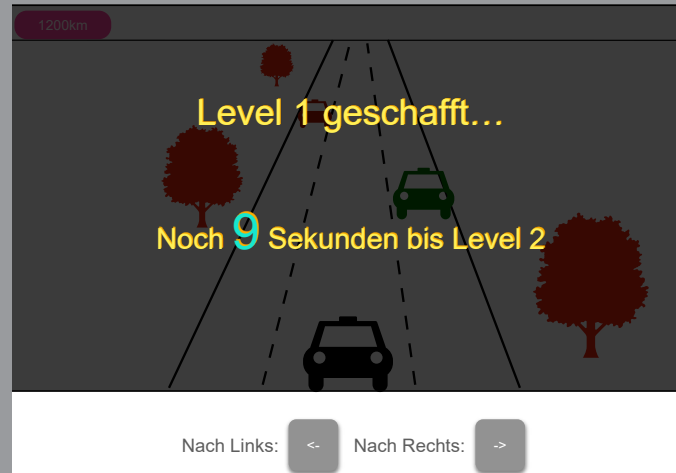 1200km
Level 1 geschafft...
Noch 9 Sekunden bis Level 2
Nach Links: <- Nach Rechts: ->